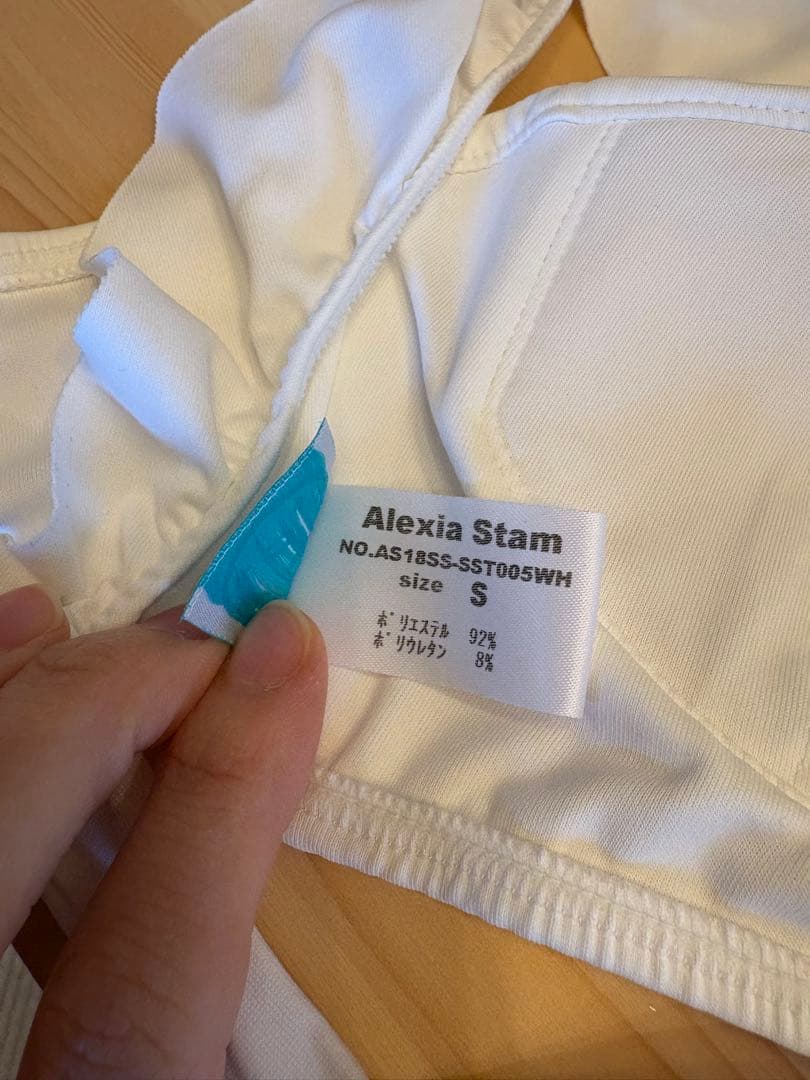 Alexia Stam
NO.AS18SS-SST005WH
size S
ポリエステル 92%
ポリウレタン 8%